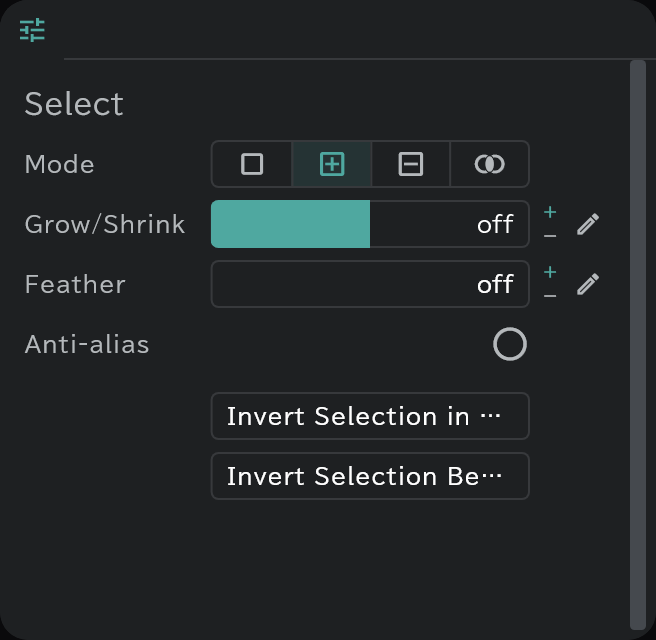 Select
Mode
Grow/Shrink off
Feather off
Anti-alias
Invert Selection in ···
Invert Selection Be···